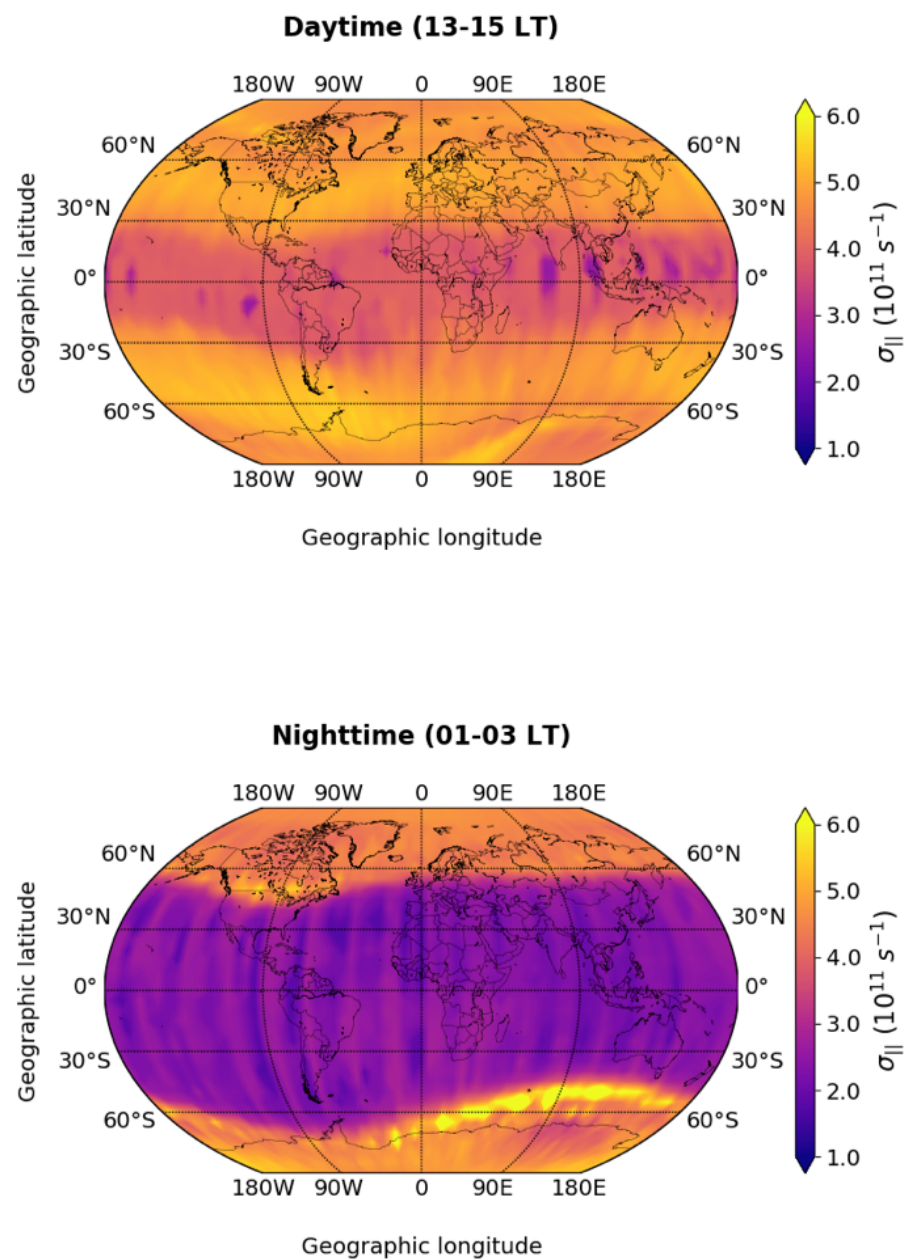 Daytime (13-15 LT)
180W 90W 0 90E 180E
60°N 60°N
30°N 30°N
0° 0°
30°S 30°S
60°S 60°S
180W 90W 0 90E 180E
Geographic longitude
Geographic latitude
6.0
5.0
4.0
3.0
2.0
1.0
σ|| (10¹¹ s⁻¹)
Nighttime (01-03 LT)
180W 90W 0 90E 180E
60°N 60°N
30°N 30°N
0° 0°
30°S 30°S
60°S 60°S
180W 90W 0 90E 180E
Geographic longitude
Geographic latitude
6.0
5.0
4.0
3.0
2.0
1.0
σ|| (10¹¹ s⁻¹)